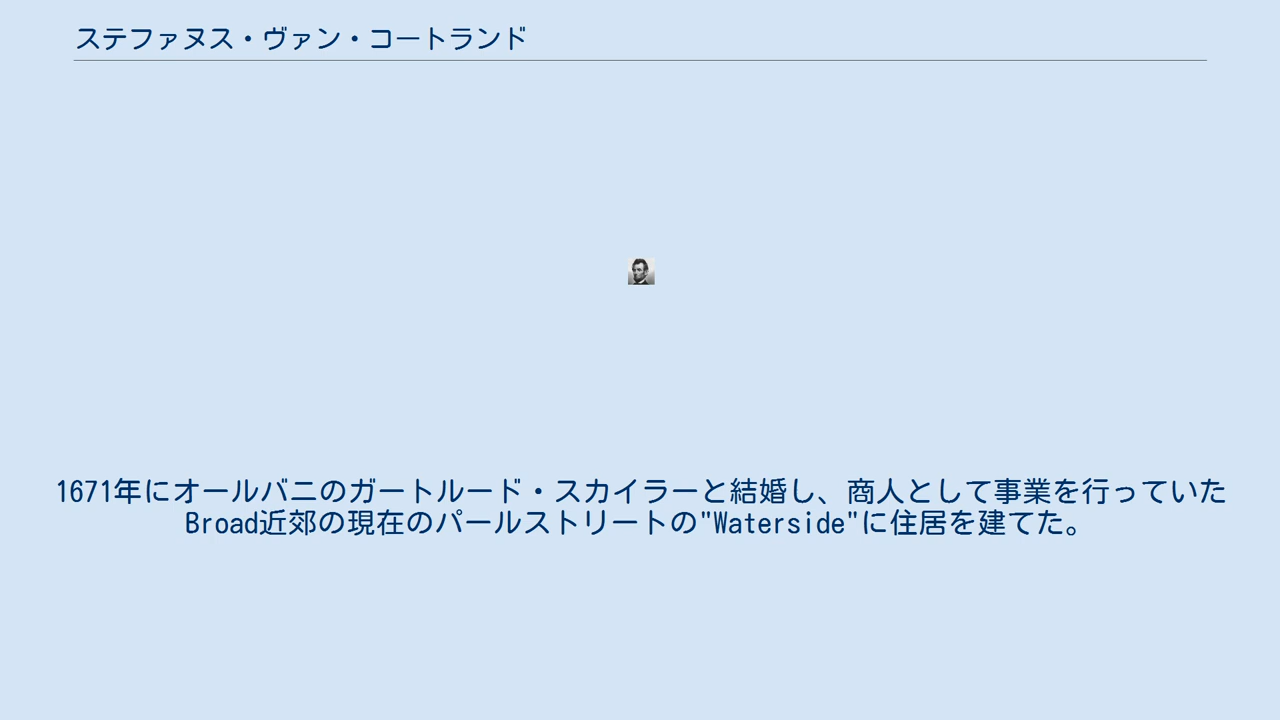 ステファヌス・ヴァン・コートランド
1671年にオールバニのガートルード・スカイラーと結婚し、商人として事業を行っていた
Broad近郊の現在のパールストリートの"Waterside"に住居を建てた。